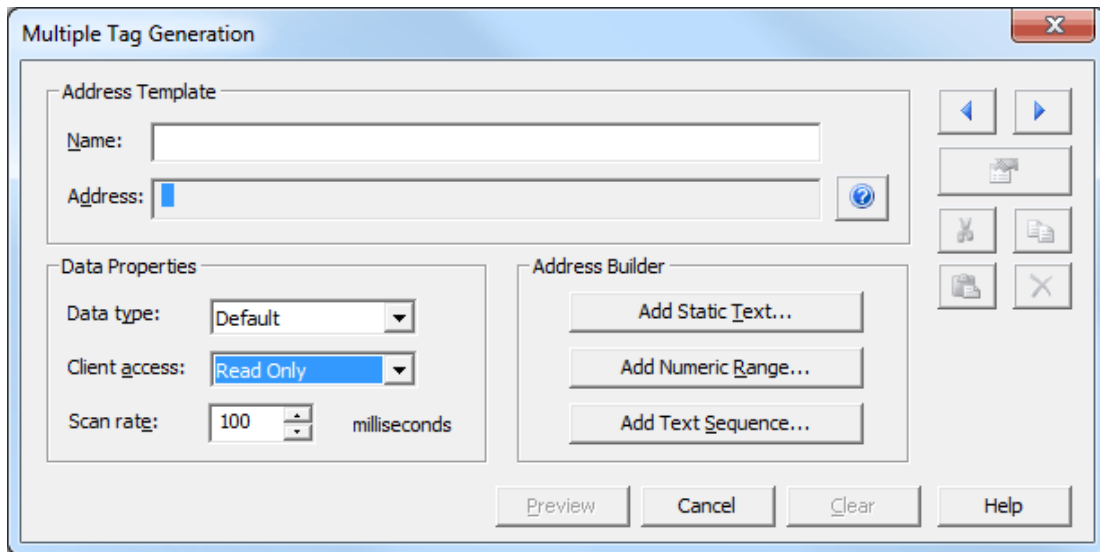 Multiple Tag Generation
Address Template
Name:
Address:
Data Properties
Data type: Default
Client access: Read Only
Scan rate: 100 milliseconds
Address Builder
Add Static Text...
Add Numeric Range...
Add Text Sequence...
Preview Cancel Clear Help